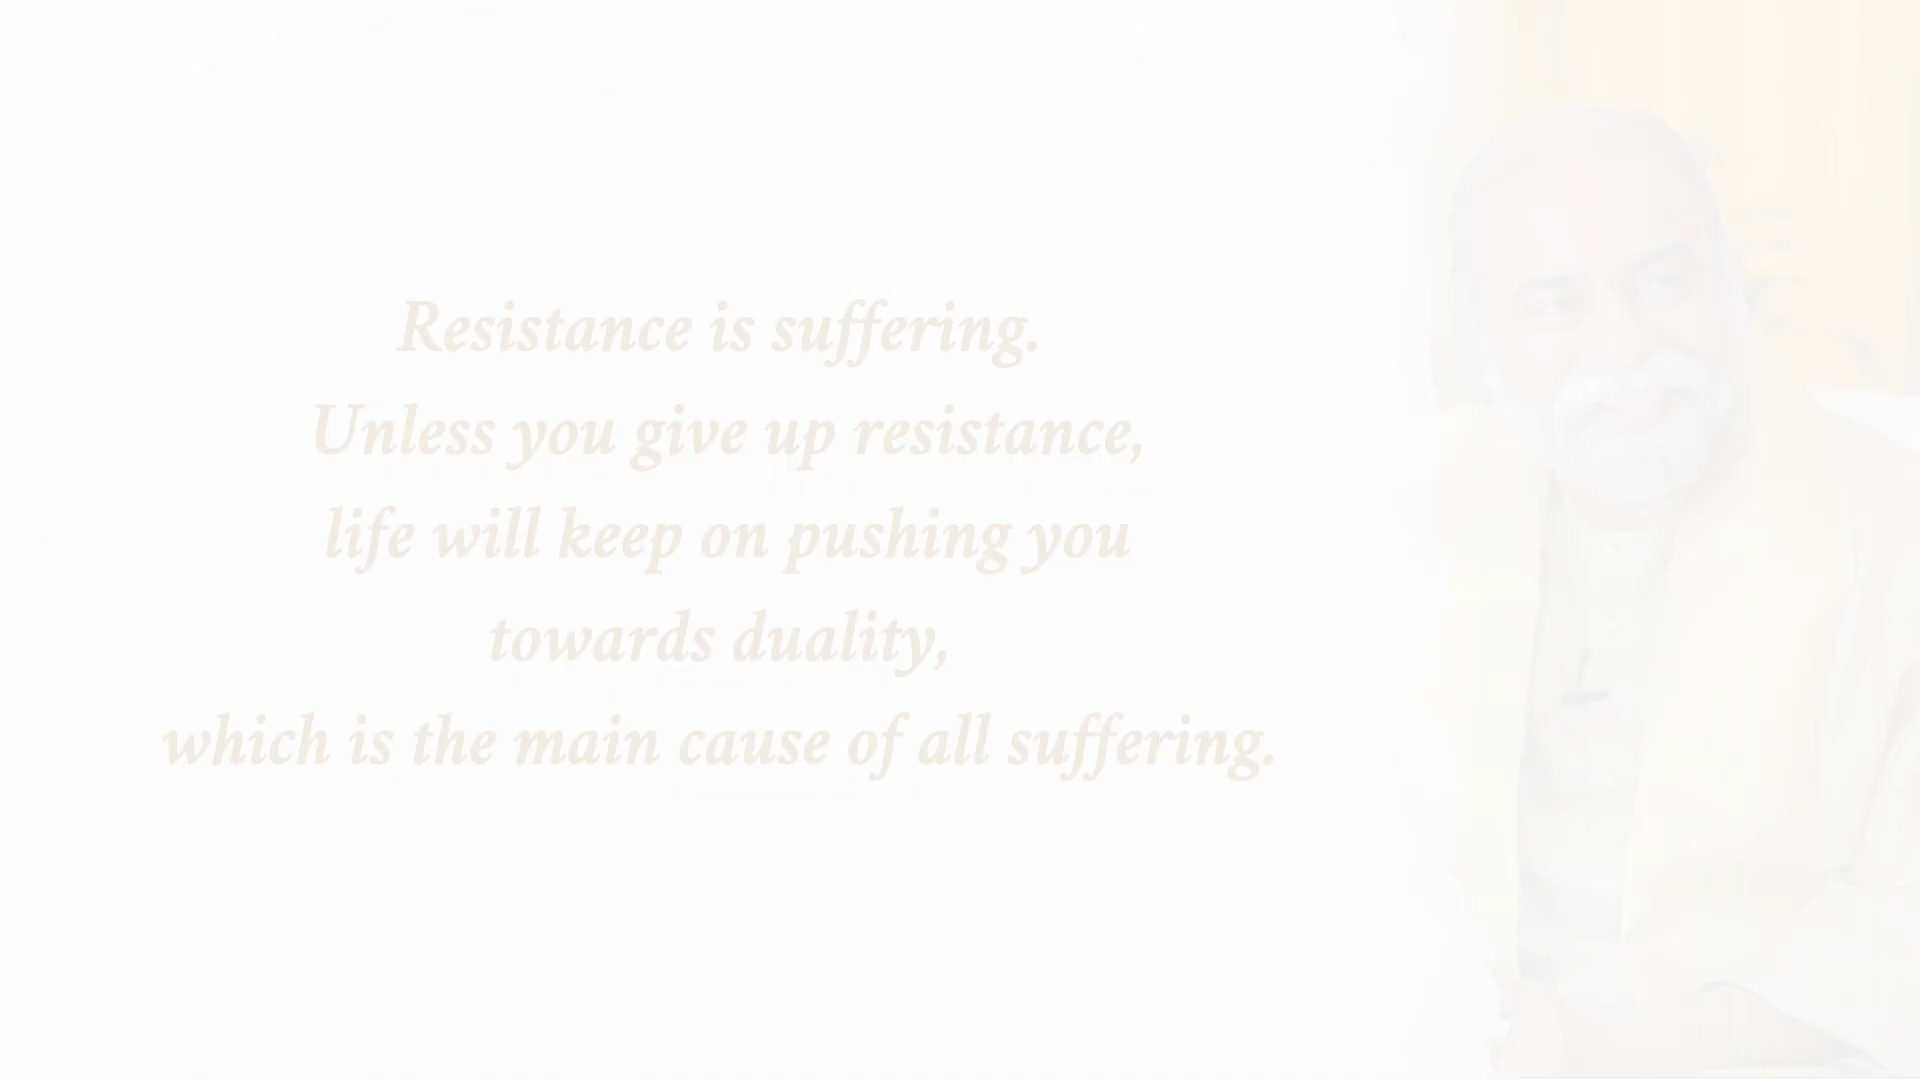 Resistance is suffering.
Unless you give up resistance,
life will keep on pushing you
towards duality,
which is the main cause of all suffering.